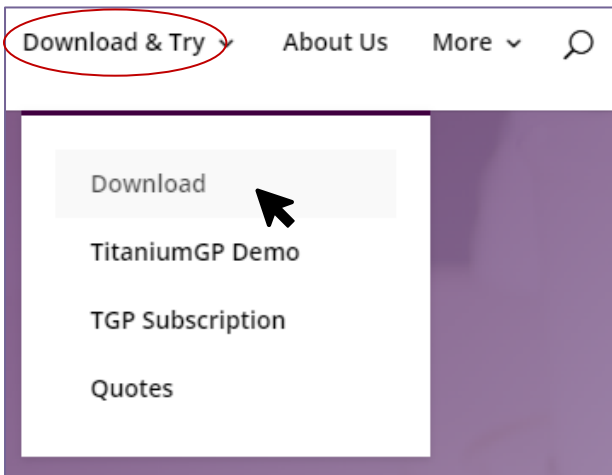 Download & Try About Us More
Download
TitaniumGP Demo
TGP Subscription
Quotes